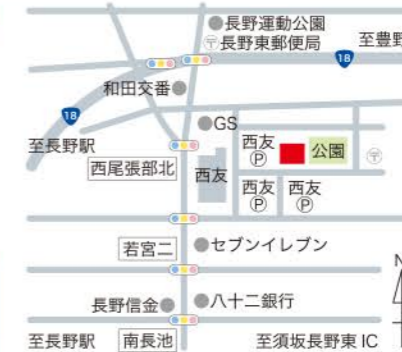 長野運動公園
〒長野東郵便局
至豊野
18
和田交番
18
GS
至長野駅
西友
P
公園
〒
西尾張部北
西友
西友
P
西友
P
若宮二
セブンイレブン
N
長野信金
八十二銀行
至長野駅
南長池
至須坂長野東 IC